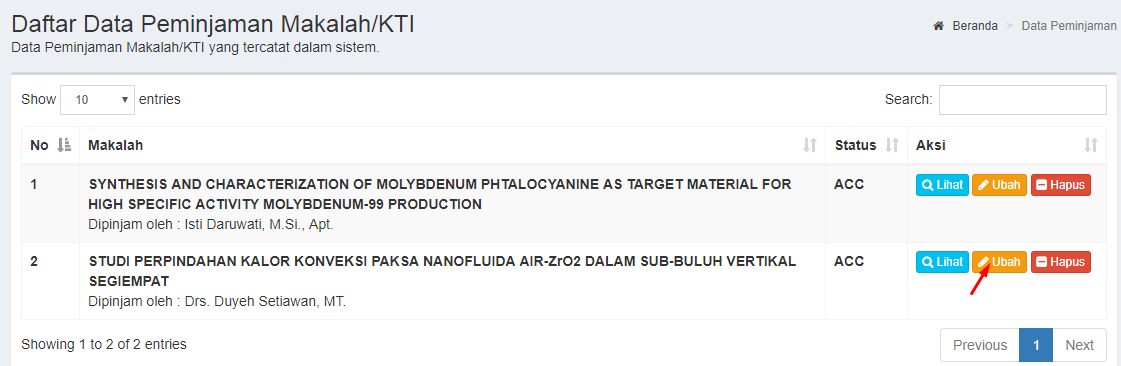 Daftar Data Peminjaman Makalah/KTI
Data Peminjaman Makalah/KTI yang tercatat dalam sistem.
Beranda > Data Peminjaman
Show 10 entries
Search:
No Makalah Status Aksi
1 SYNTHESIS AND CHARACTERIZATION OF MOLYBDENUM PHTALOCYANINE AS TARGET MATERIAL FOR ACC Lihat Ubah Hapus
HIGH SPECIFIC ACTIVITY MOLYBDENUM-99 PRODUCTION
Dipinjam oleh : Isti Daruwati, M.Si., Apt.
2 STUDI PERPINDAHAN KALOR KONVEKSI PAKSA NANOFLUIDA AIR-ZrO2 DALAM SUB-BULUH VERTIKAL ACC Lihat Ubah Hapus
SEGIEMPAT
Dipinjam oleh : Drs. Duyeh Setiawan, MT.
Showing 1 to 2 of 2 entries
Previous 1 Next